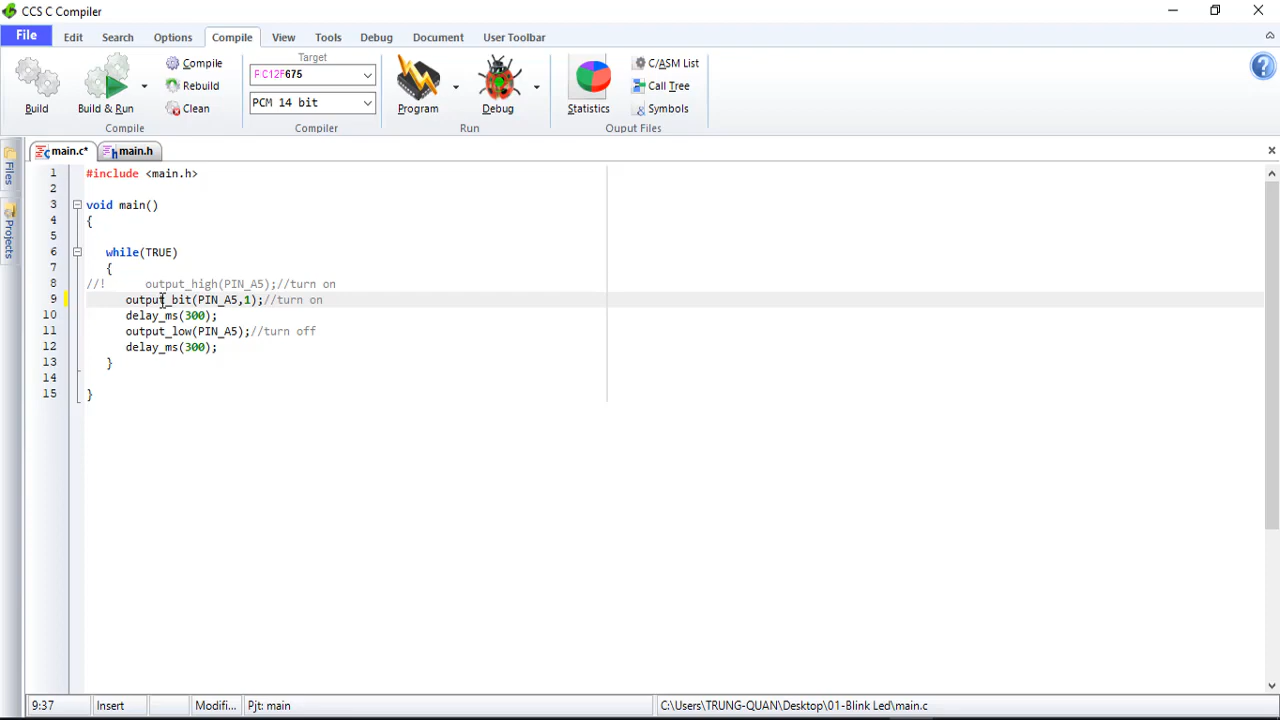 CCS C Compiler
File Edit Search Options Compile View Tools Debug Document User Toolbar
Build
Build & Run
Compile
Rebuild
Clean
Compile
Target
PIC12F675
PCM 14 bit
Compiler
Program
Debug
Run
Statistics
C/ASM List
Call Tree
Symbols
Ouput Files
Files
Projects
main.c*
main.h
1 #include <main.h>
2
3 void main()
4 {
5
6 while(TRUE)
7 {
8 //! output_high(PIN_A5);//turn on
9 output_bit(PIN_A5,1);//turn on
10 delay_ms(300);
11 output_low(PIN_A5);//turn off
12 delay_ms(300);
13 }
14
15 }
9:37 Insert Modifi... Pjt: main C:\Users\TRUNG-QUAN\Desktop\01-Blink Led\main.c